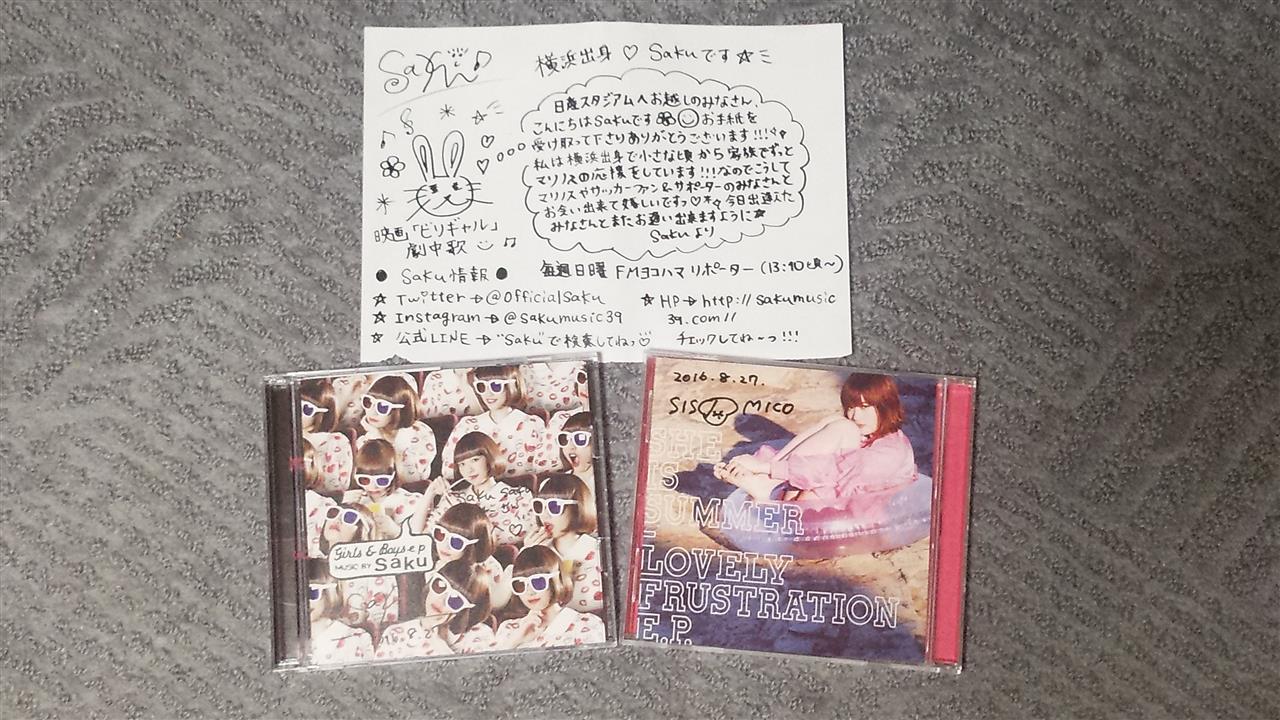 Saku
横浜出身♡Sakuです☆ミ
日産スタジアムへお越しのみなさん、
こんにちはSakuです お手紙を
受け取って下さりありがとうございます!!!
私は横浜出身で小さな頃から家族でずっと
マリノスの応援をしています!!!なのでこうして
マリノスやサッカーファン&サポーターのみなさんと
お会い出来て嬉しいですッ♡ 今日出逢えた
みなさんとまたお逢い出来ますように☆
Sakuより
映画「ビリギャル」
劇中歌
● Saku情報 ●
毎週日曜 FMヨコハマ リポーター (13:40頃〜)
☆ Twitter→@OfficialSaku
☆ HP→http://sakumusic
39.com//
☆ Instagram→@sakumusic39
☆ 公式LINE→"Saku"で検索してねっ
チェックしてね〜っ!!!
Saku Saku
Girls & Boys e.p
MUSIC BY Saku
2016.8.27
2016.8.27.
SIS MICO
SHE
IS
SUMMER
-
LOVELY
FRUSTRATION
E.P.